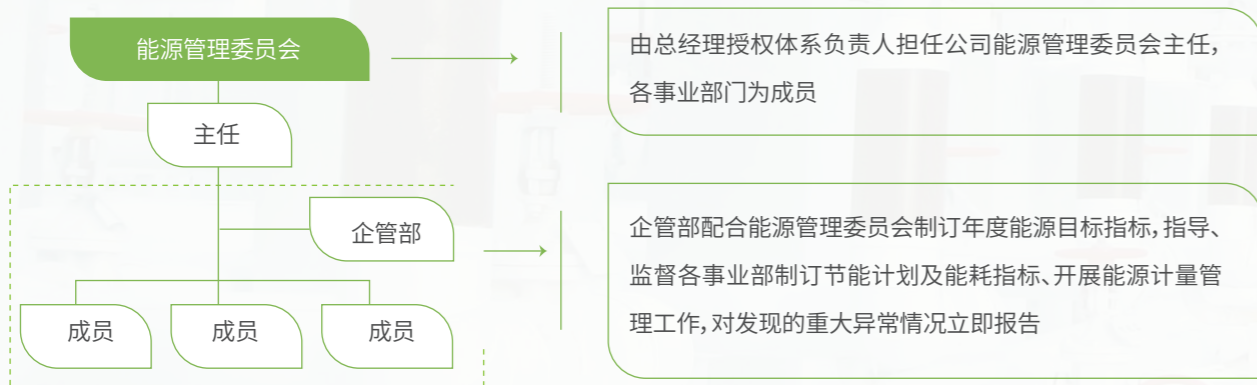 能源管理委员会
由总经理授权体系负责人担任公司能源管理委员会主任，
各事业部门为成员
主任
企管部
企管部配合能源管理委员会制订年度能源目标指标，指导、
监督各事业部制订节能计划及能耗指标、开展能源计量管
理工作，对发现的重大异常情况立即报告
成员
成员
成员